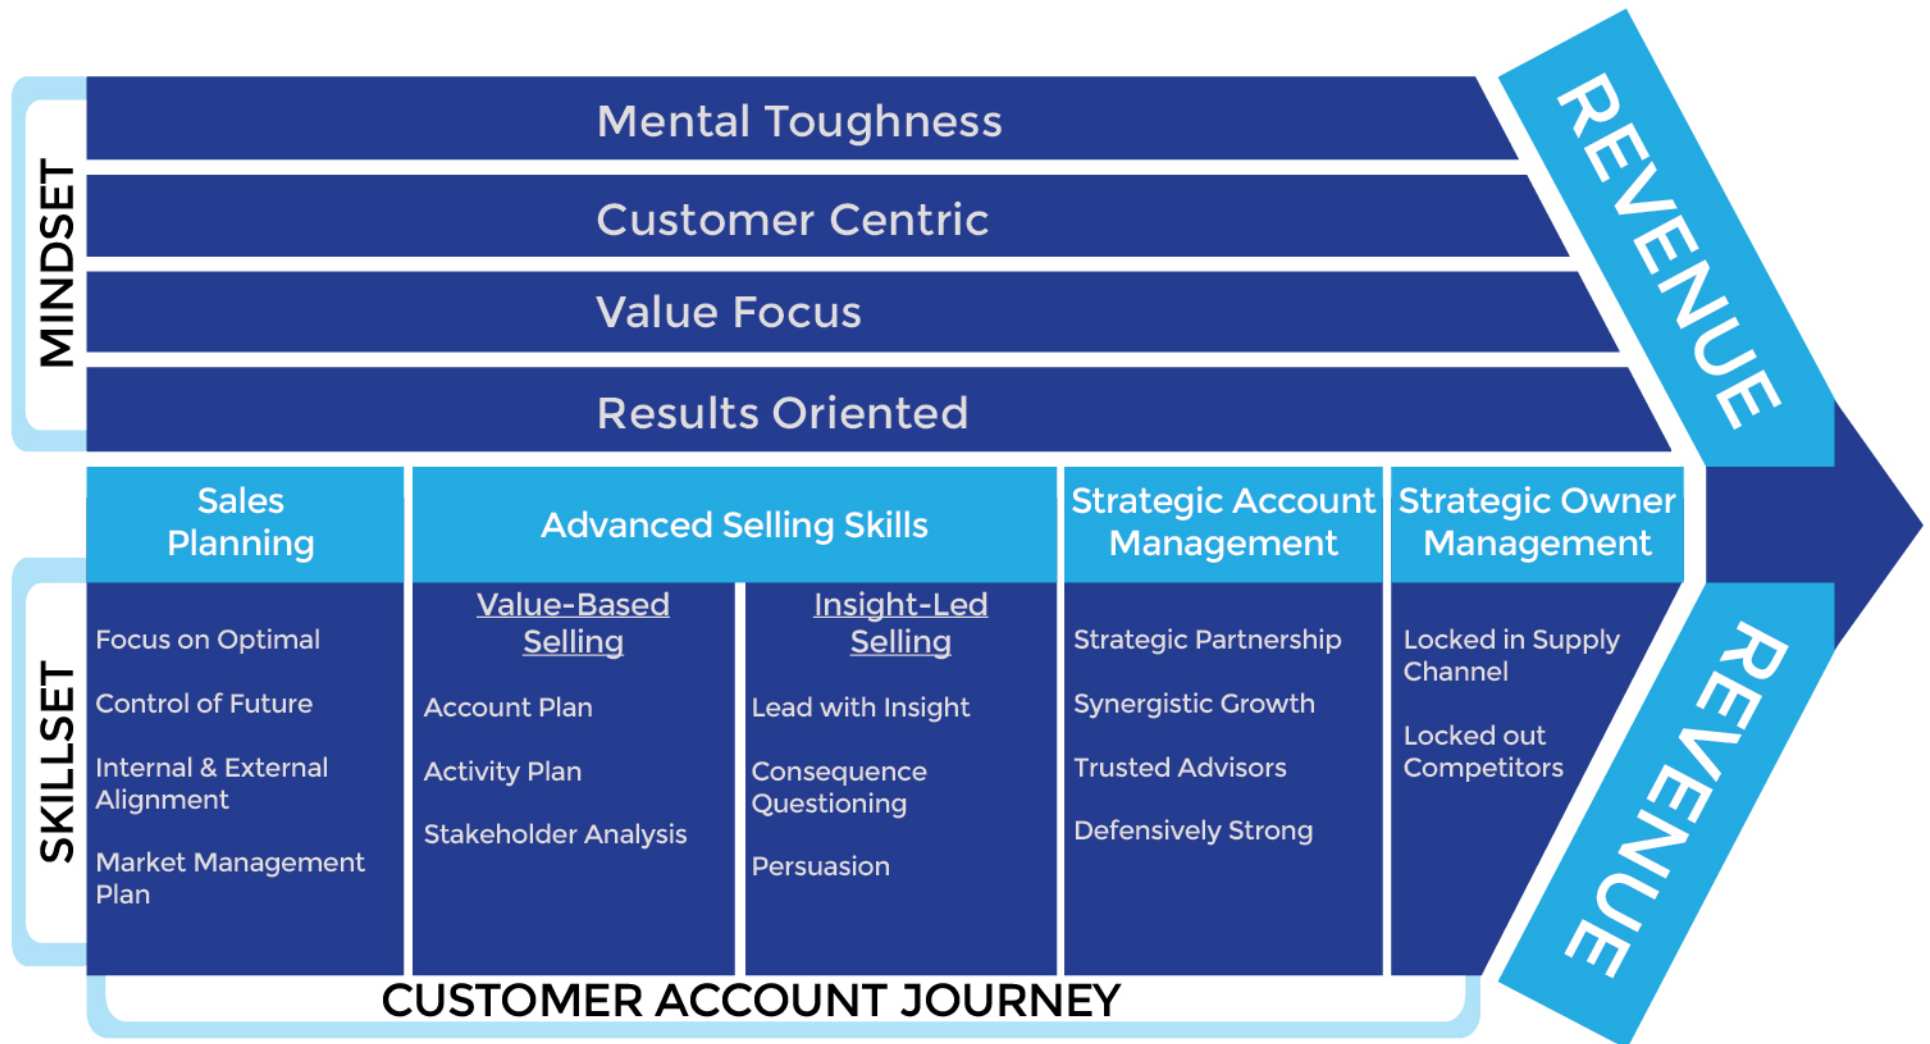 MINDSET
Mental Toughness
Customer Centric
Value Focus
Results Oriented
REVENUE
SKILLSET
Sales
Planning
Focus on Optimal
Control of Future
Internal & External
Alignment
Market Management
Plan
Advanced Selling Skills
Value-Based
Selling
Account Plan
Activity Plan
Stakeholder Analysis
Insight-Led
Selling
Lead with Insight
Consequence
Questioning
Persuasion
Strategic Account
Management
Strategic Partnership
Synergistic Growth
Trusted Advisors
Defensively Strong
Strategic Owner
Management
Locked in Supply
Channel
Locked out
Competitors
REVENUE
CUSTOMER ACCOUNT JOURNEY